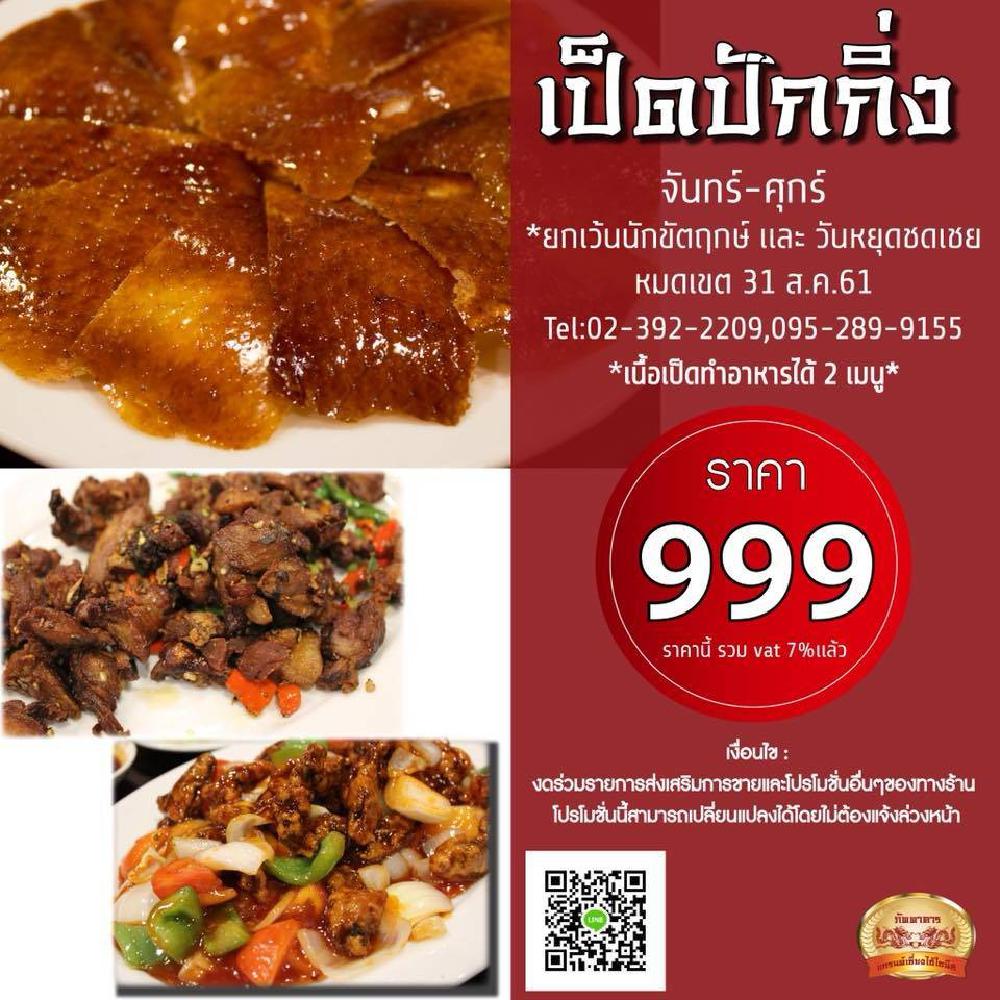 เป็ดปักกิ่ง
จันทร์-ศุกร์
*ยกเว้นนักขัตฤกษ์ และ วันหยุดชดเชย
หมดเขต 31 ส.ค.61
Tel:02-392-2209,095-289-9155
*เนื้อเป็ดทำอาหารได้ 2 เมนู*
ราคา
999
ราคานี้ รวม vat 7%แล้ว
เงื่อนไข :
งดร่วมรายการส่งเสริมการขายและโปรโมชั่นอื่นๆของทางร้าน
โปรโมชั่นนี้สามารถเปลี่ยนแปลงได้โดยไม่ต้องแจ้งล่วงหน้า
LINE
ภัตตาคาร